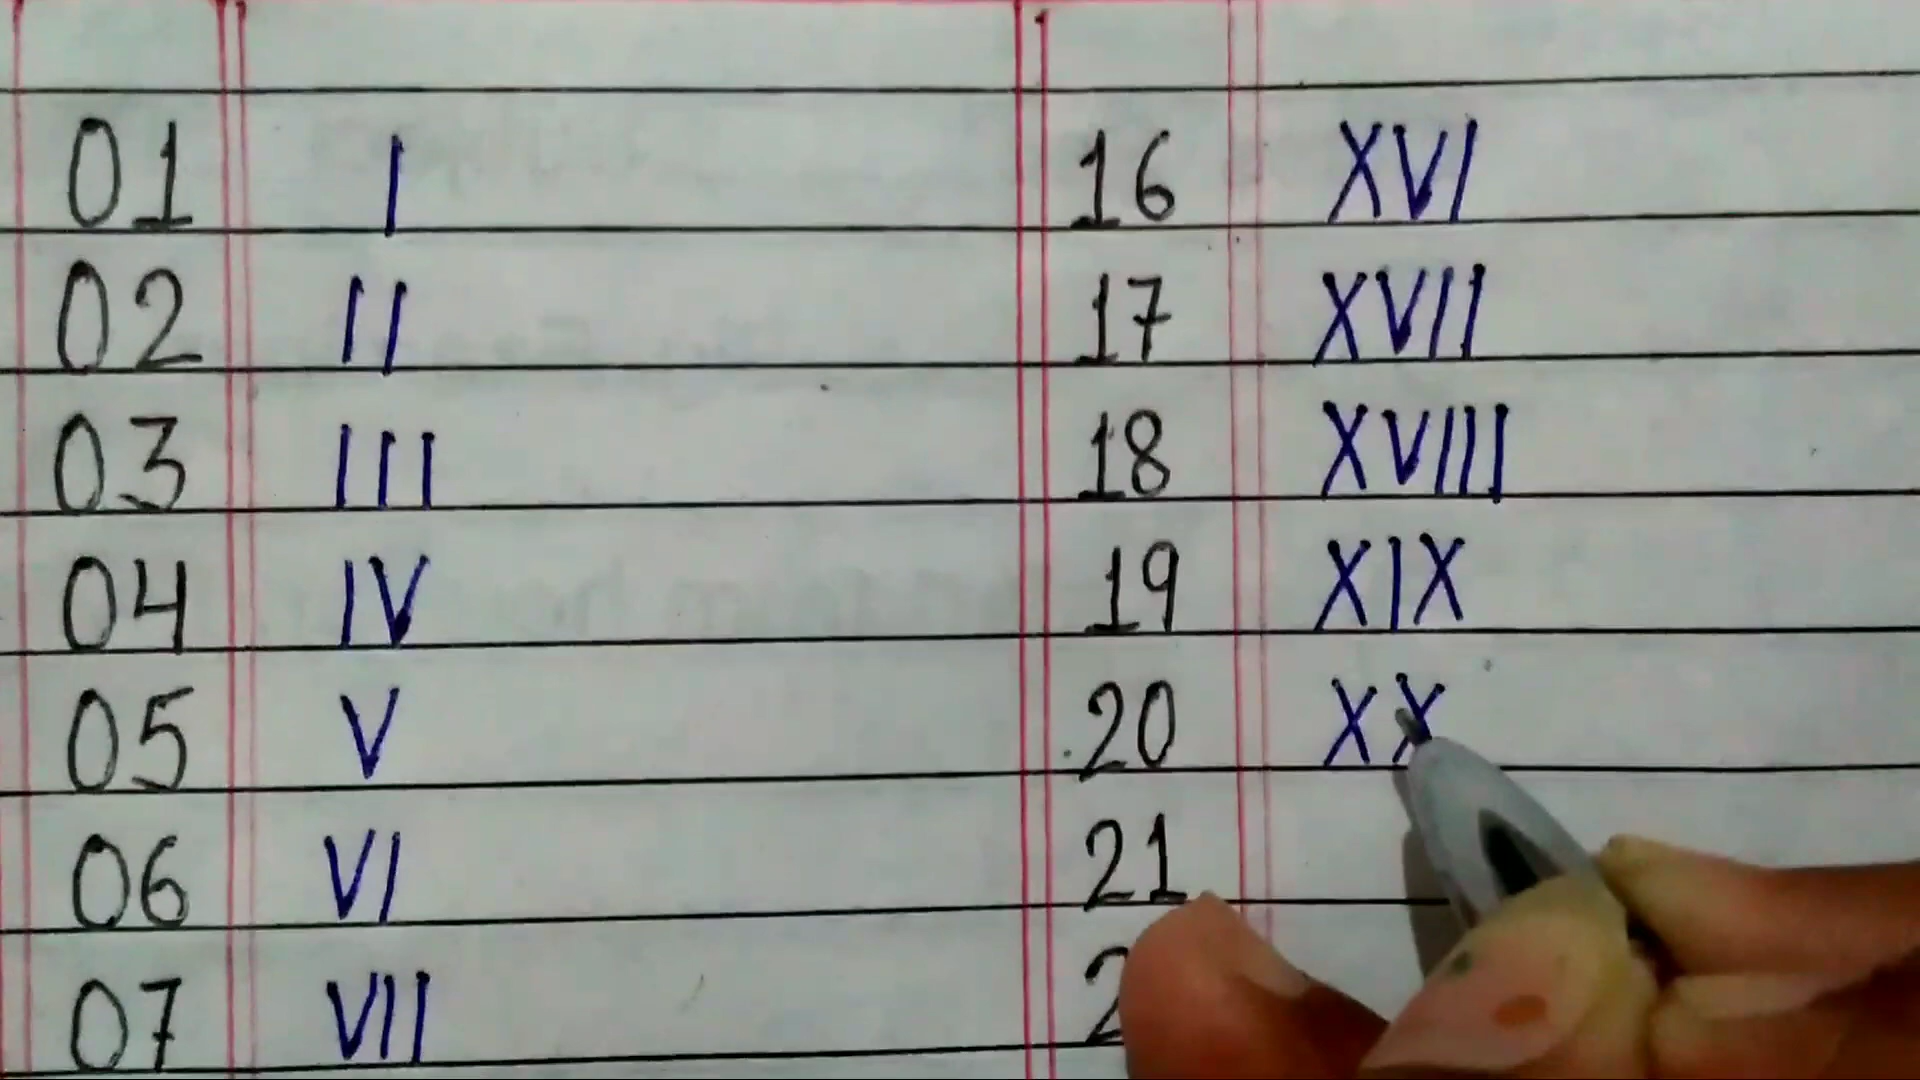 01 I
02 II
03 III
04 IV
05 V
06 VI
07 VII
16 XVI
17 XVII
18 XVIII
19 XIX
20 XX
21
2